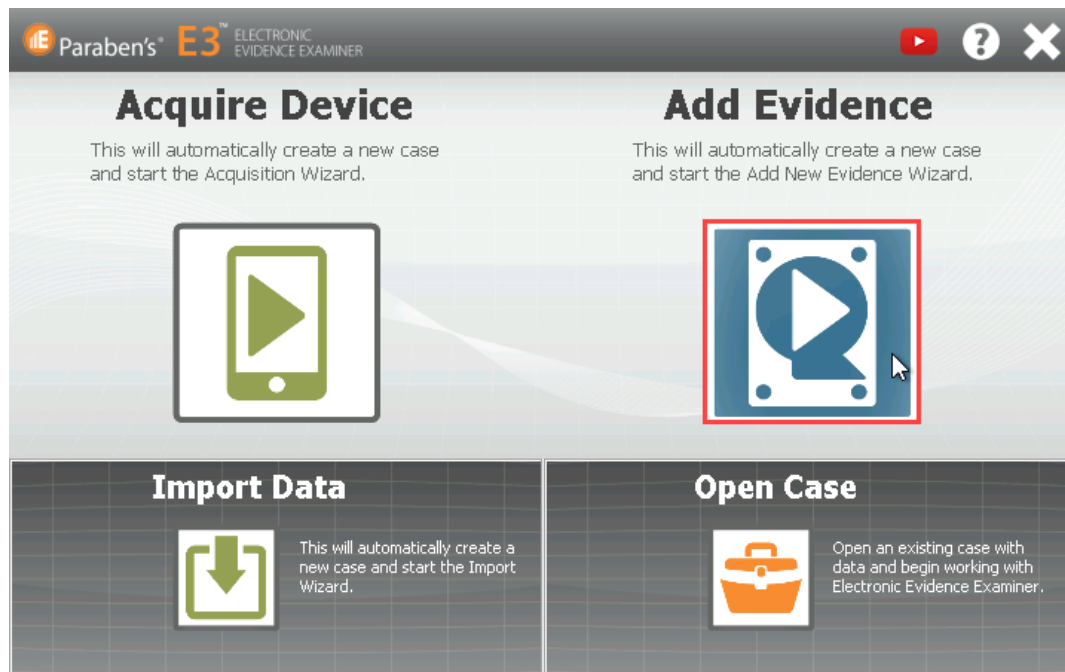 Paraben's® E3™ ELECTRONIC
EVIDENCE EXAMINER
Acquire Device
This will automatically create a new case
and start the Acquisition Wizard.
Add Evidence
This will automatically create a new case
and start the Add New Evidence Wizard.
Import Data
This will automatically create a
new case and start the Import
Wizard.
Open Case
Open an existing case with
data and begin working with
Electronic Evidence Examiner.